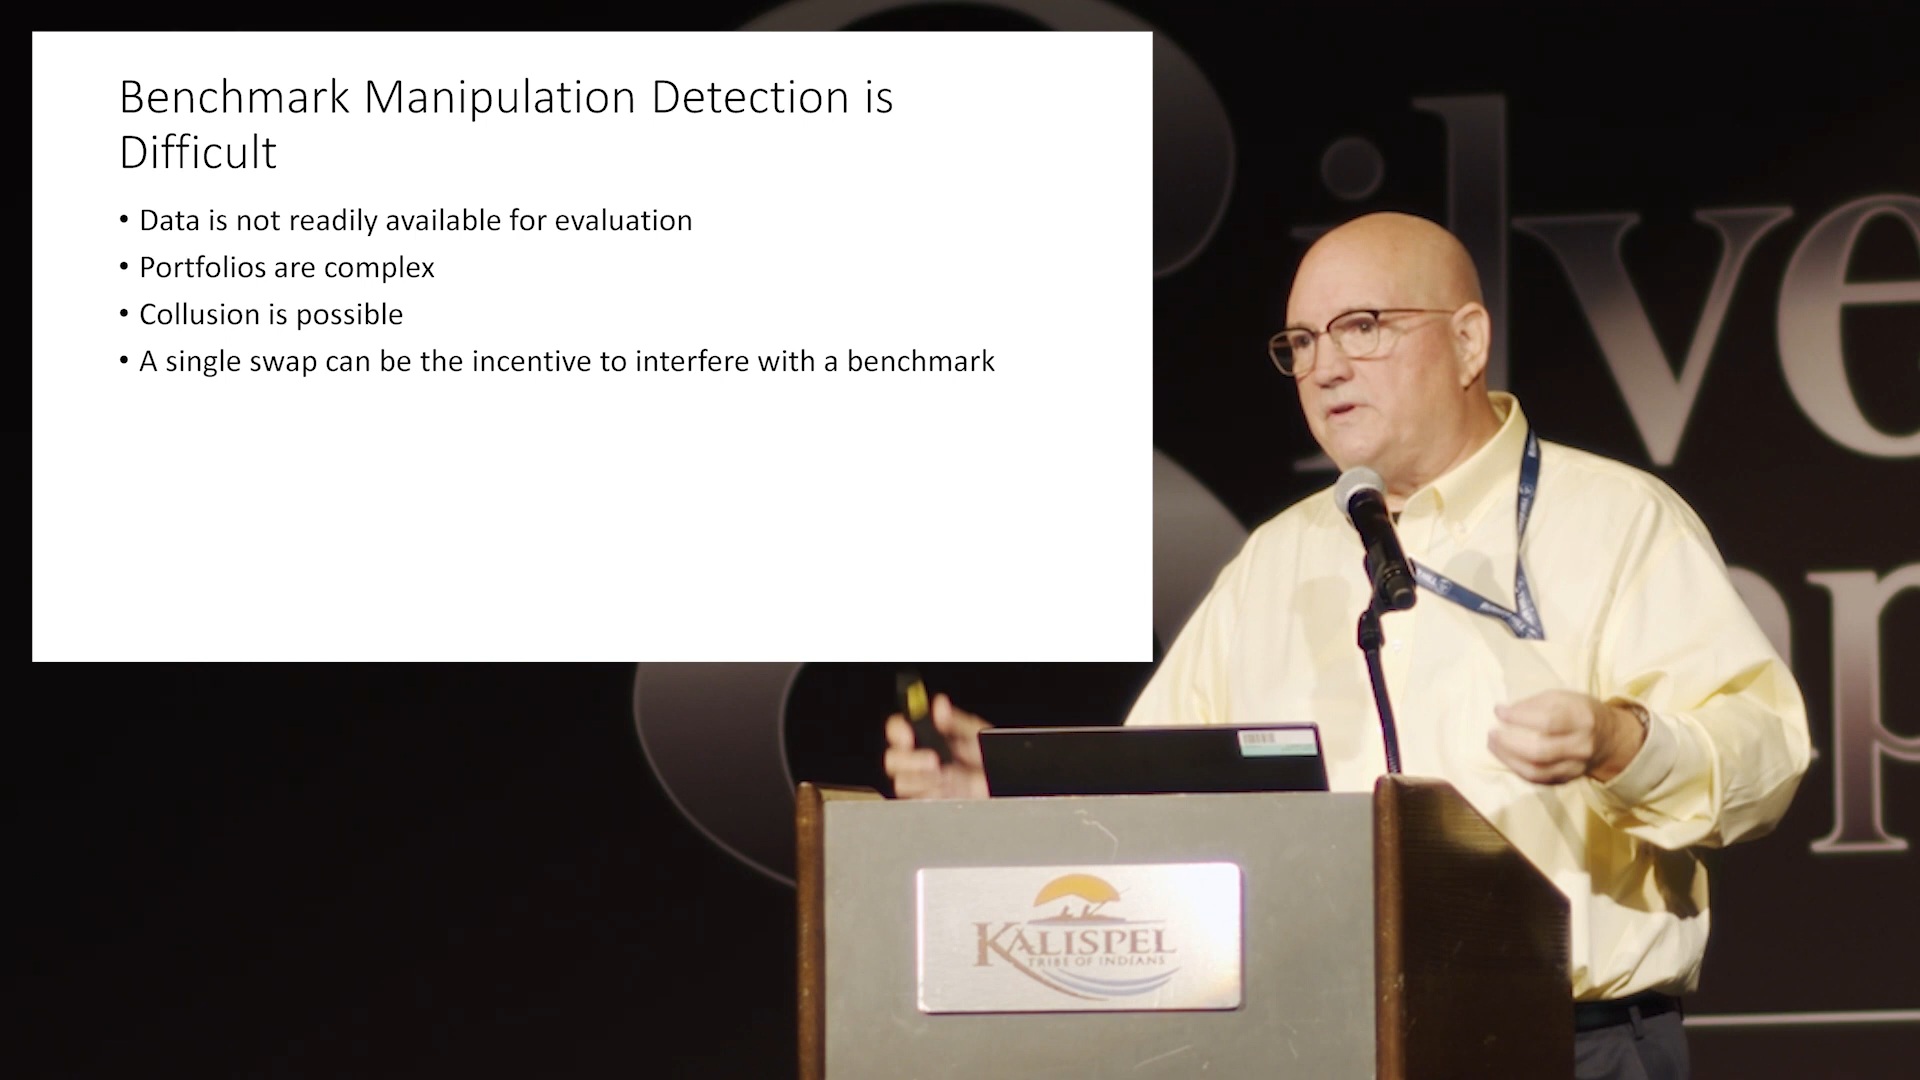 Benchmark Manipulation Detection is
Difficult
• Data is not readily available for evaluation
• Portfolios are complex
• Collusion is possible
• A single swap can be the incentive to interfere with a benchmark
ilve
p
KALISPEL
TRIBE OF INDIANS